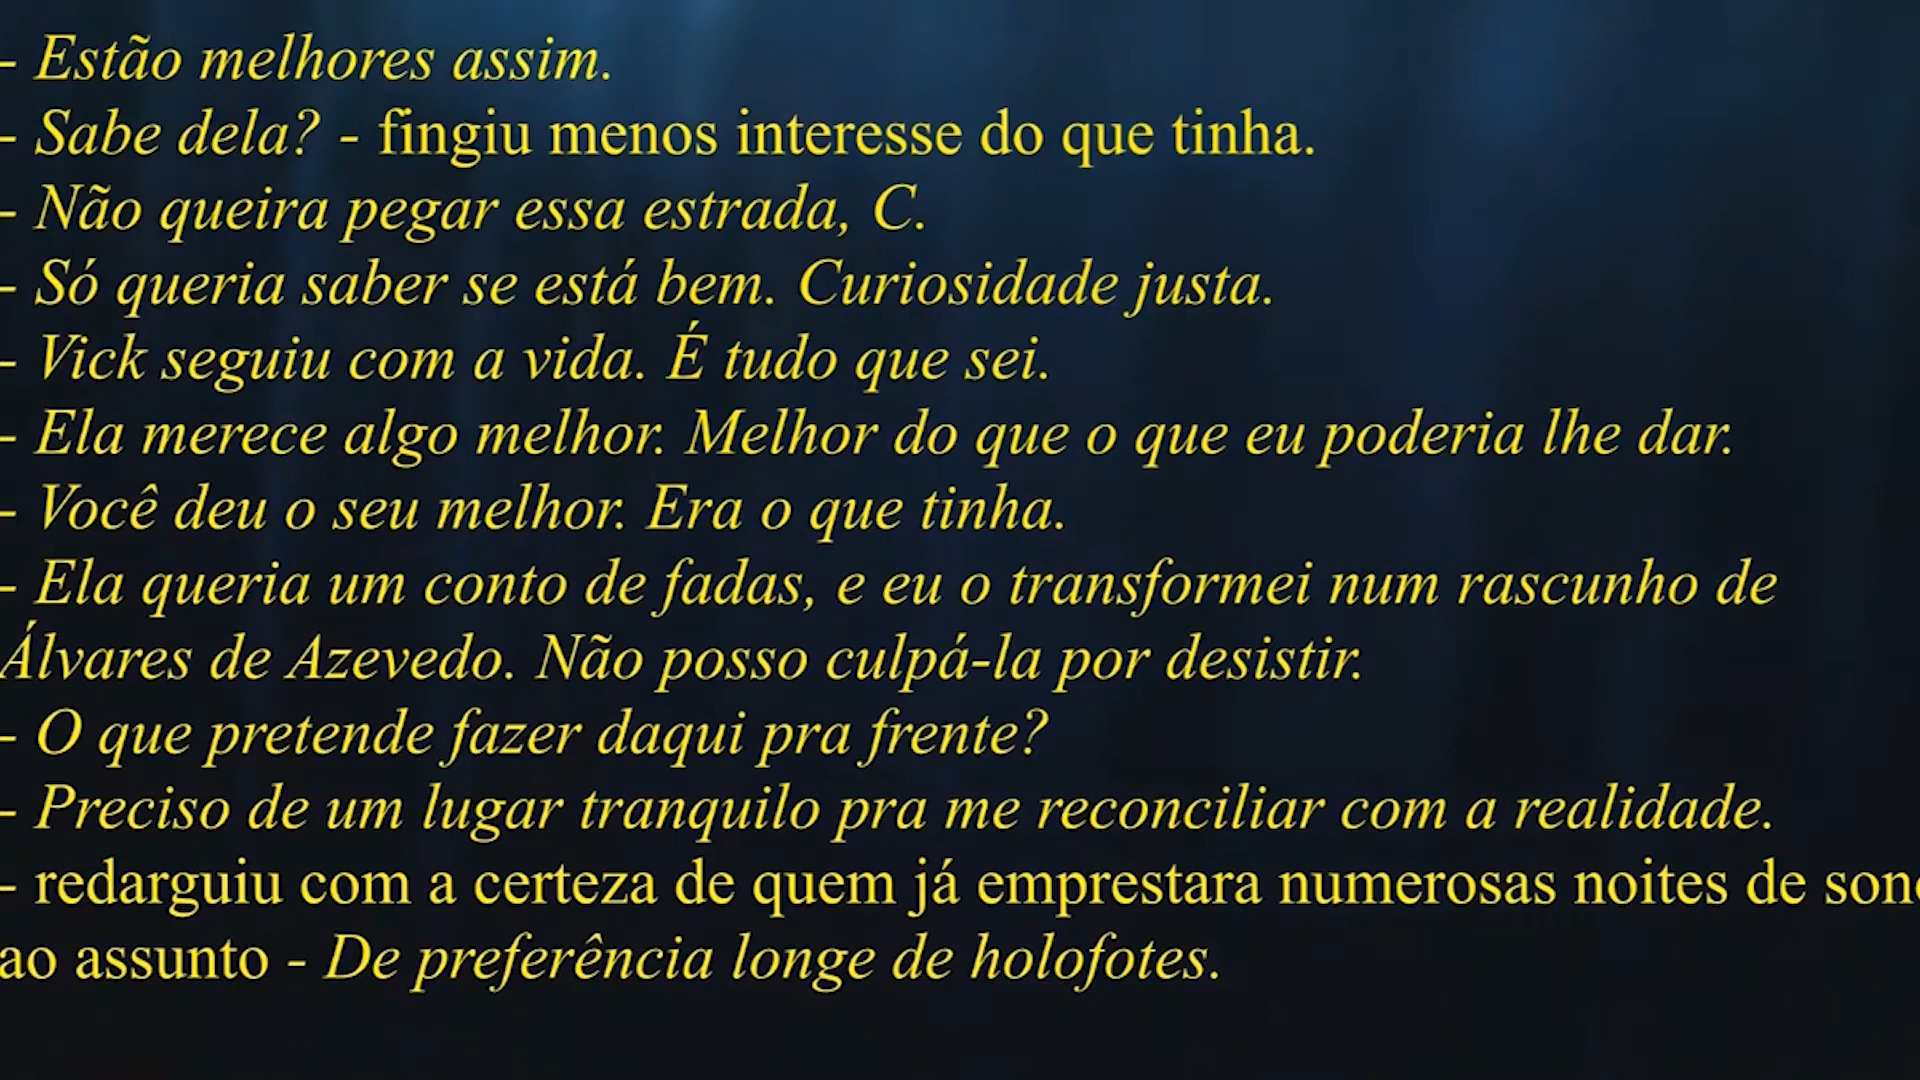 - Estão melhores assim.
- Sabe dela? - fingiu menos interesse do que tinha.
- Não queira pegar essa estrada, C.
- Só queria saber se está bem. Curiosidade justa.
- Vick seguiu com a vida. É tudo que sei.
- Ela merece algo melhor. Melhor do que o que eu poderia lhe dar.
- Você deu o seu melhor. Era o que tinha.
- Ela queria um conto de fadas, e eu o transformei num rascunho de
Álvares de Azevedo. Não posso culpá-la por desistir.
- O que pretende fazer daqui pra frente?
- Preciso de um lugar tranquilo pra me reconciliar com a realidade.
- redarguiu com a certeza de quem já emprestara numerosas noites de sono
ao assunto - De preferência longe de holofotes.